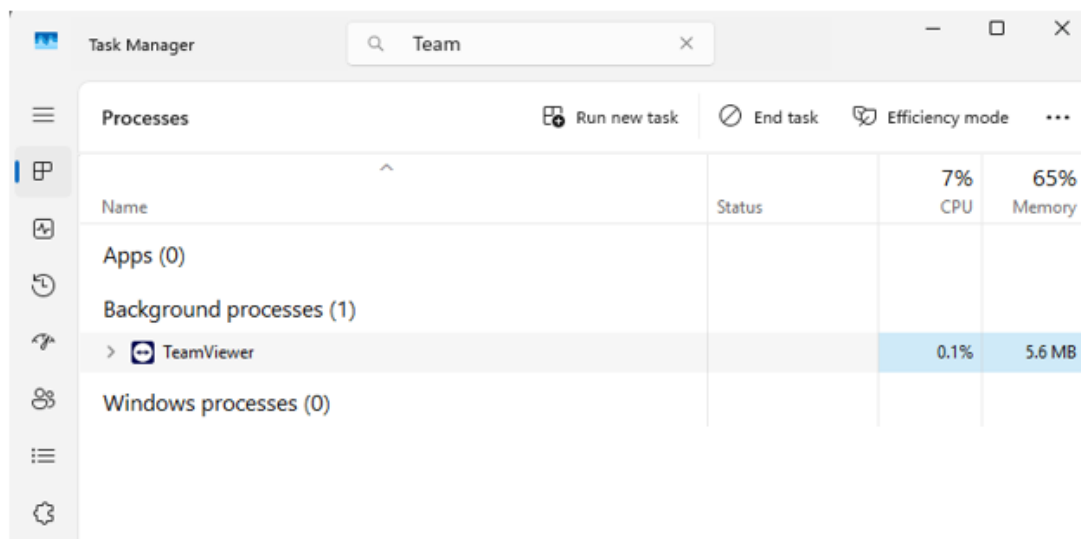 Task Manager
Team
Processes
Run new task
End task
Efficiency mode
7% 65%
Name Status CPU Memory
Apps (0)
Background processes (1)
TeamViewer 0.1% 5.6 MB
Windows processes (0)